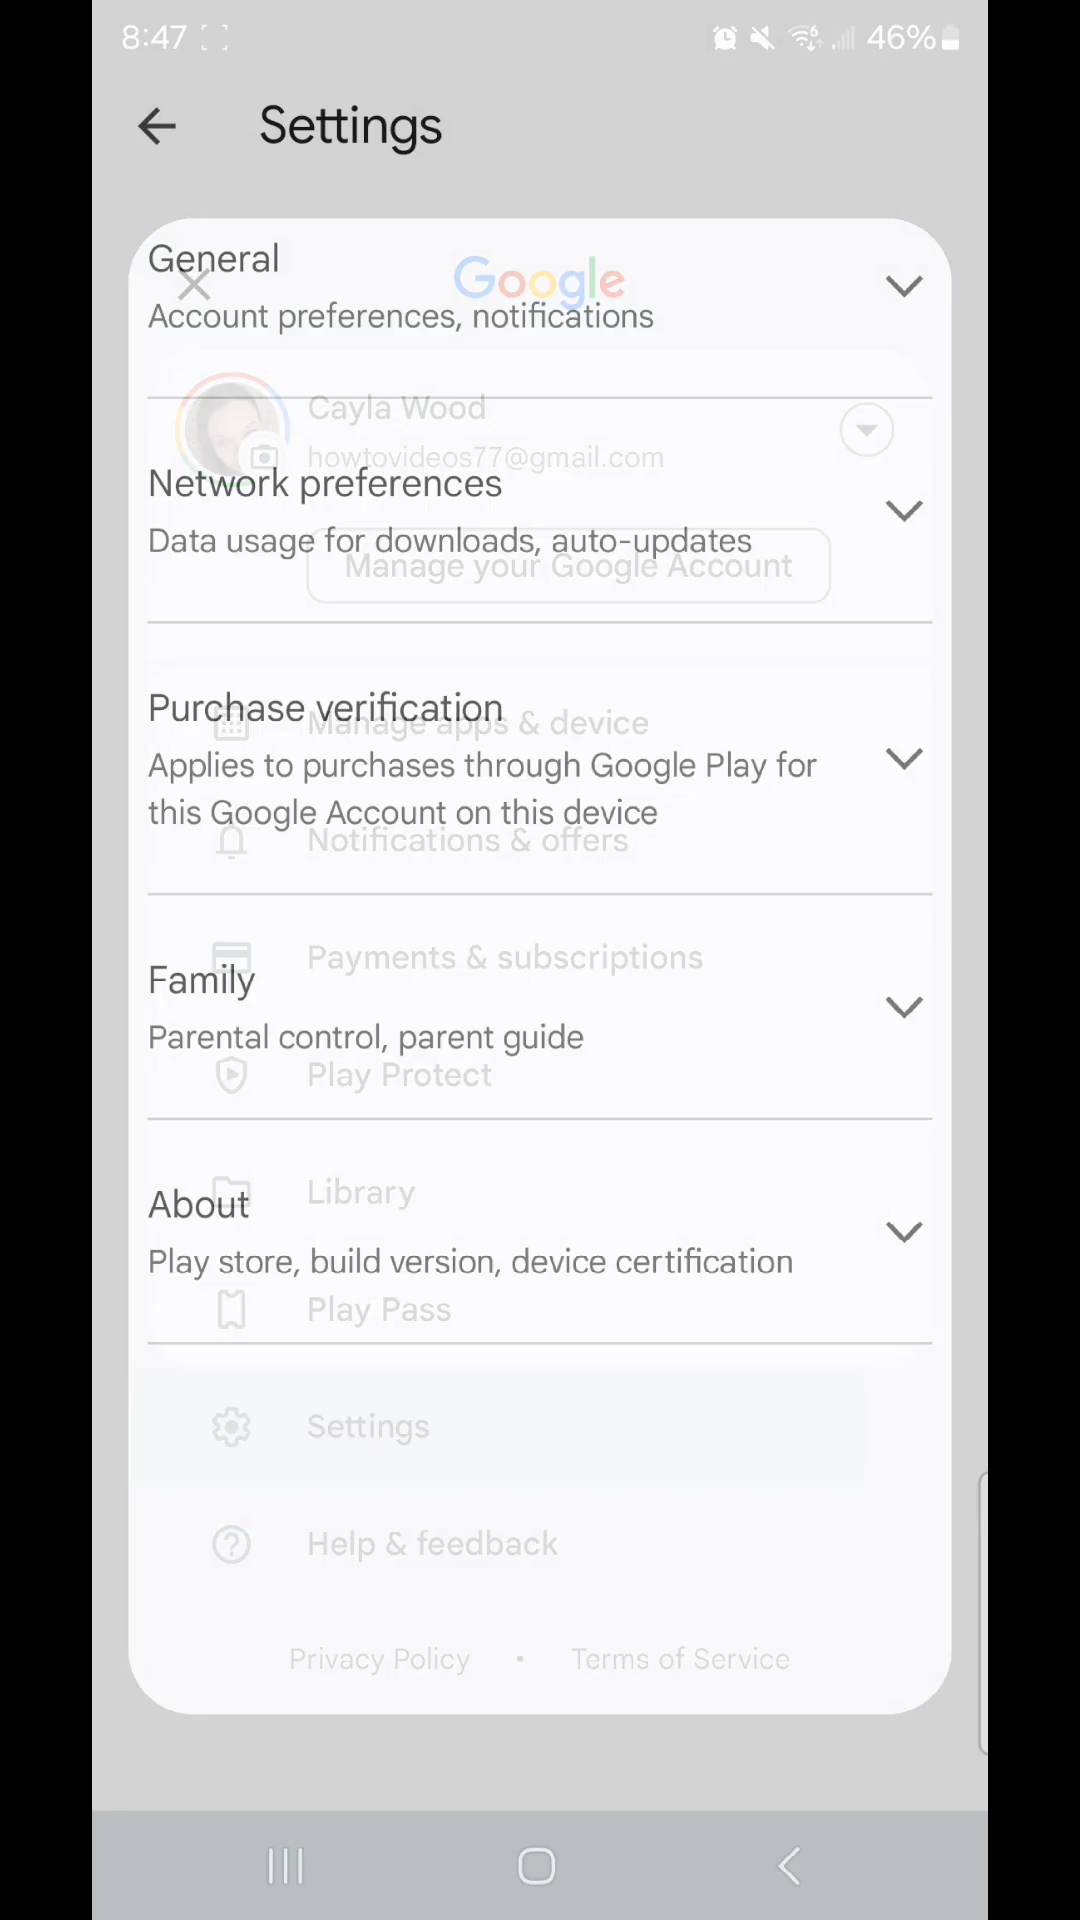 8:47
46%
Settings
General
Google
Account preferences, notifications
Cayla Wood
howtovideos77@gmail.com
Network preferences
Data usage for downloads, auto-updates
Manage your Google Account
Purchase verification
Manage apps & device
Applies to purchases through Google Play for
this Google Account on this device
Notifications & offers
Payments & subscriptions
Family
Parental control, parent guide
Play Protect
Library
About
Play store, build version, device certification
Play Pass
Settings
Help & feedback
Privacy Policy • Terms of Service